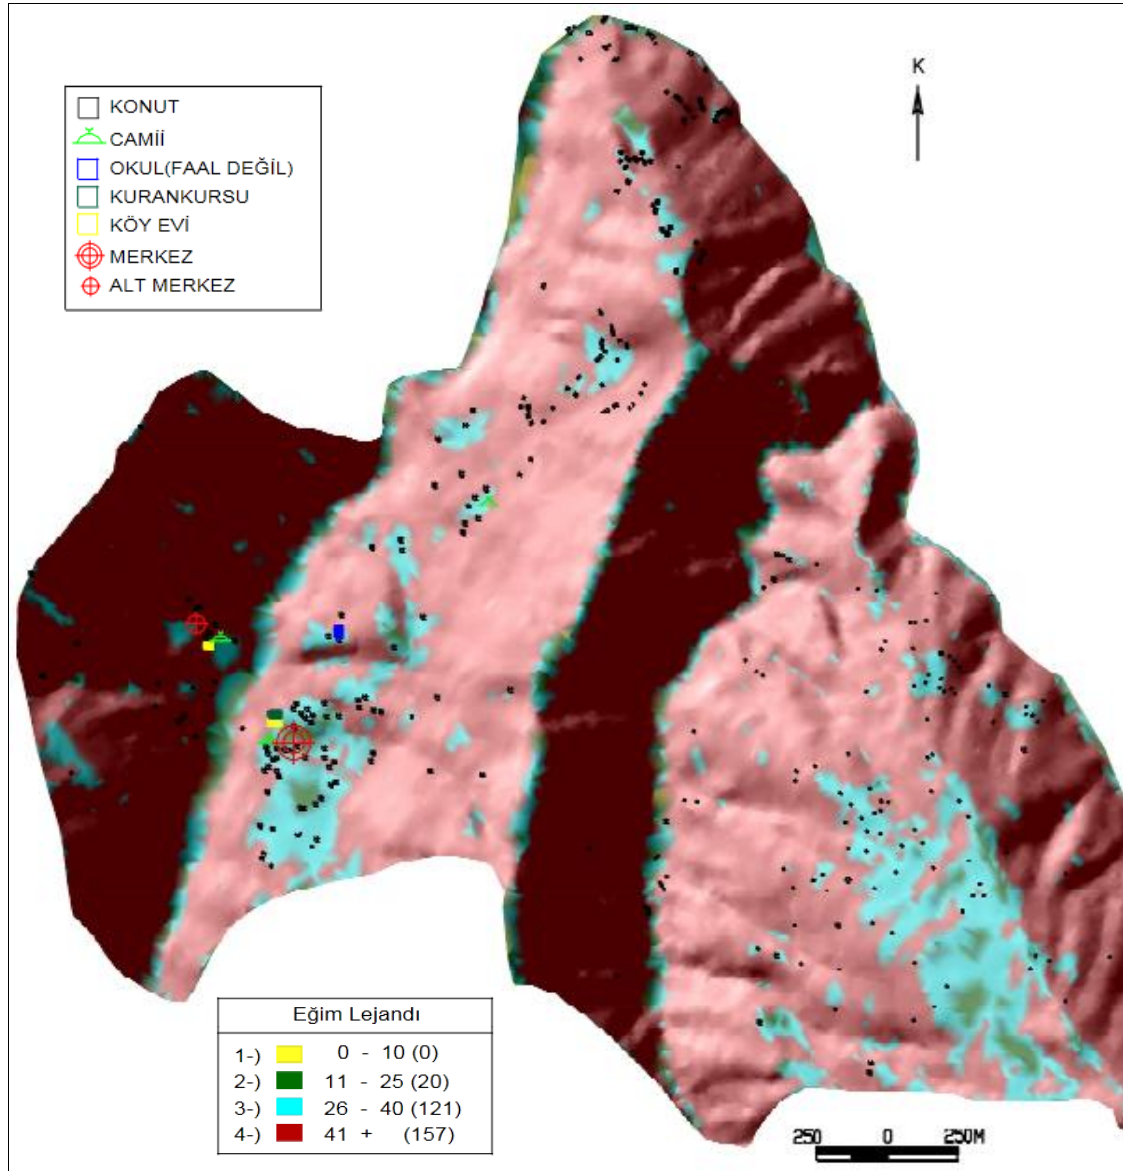 K
KONUT
CAMİİ
OKUL(FAAL DEĞİL)
KURANKURSU
KÖY EVİ
MERKEZ
ALT MERKEZ
Eğim Lejandı
1-) 0 - 10 (0)
2-) 11 - 25 (20)
3-) 26 - 40 (121)
4-) 41 + (157)
250 0 250M